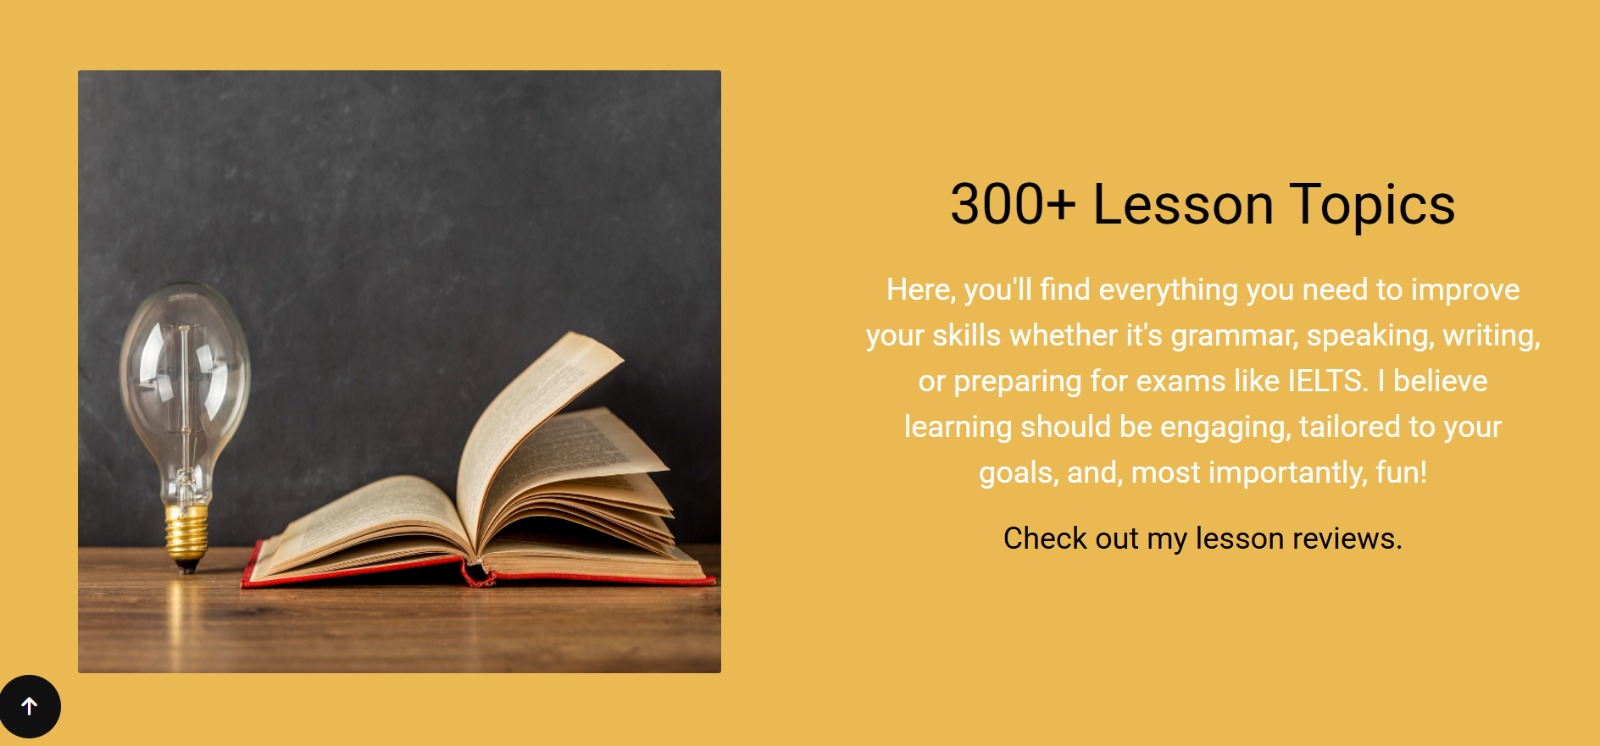 300+ Lesson Topics
Here, you'll find everything you need to improve
your skills whether it's grammar, speaking, writing,
or preparing for exams like IELTS. I believe
learning should be engaging, tailored to your
goals, and, most importantly, fun!
Check out my lesson reviews.